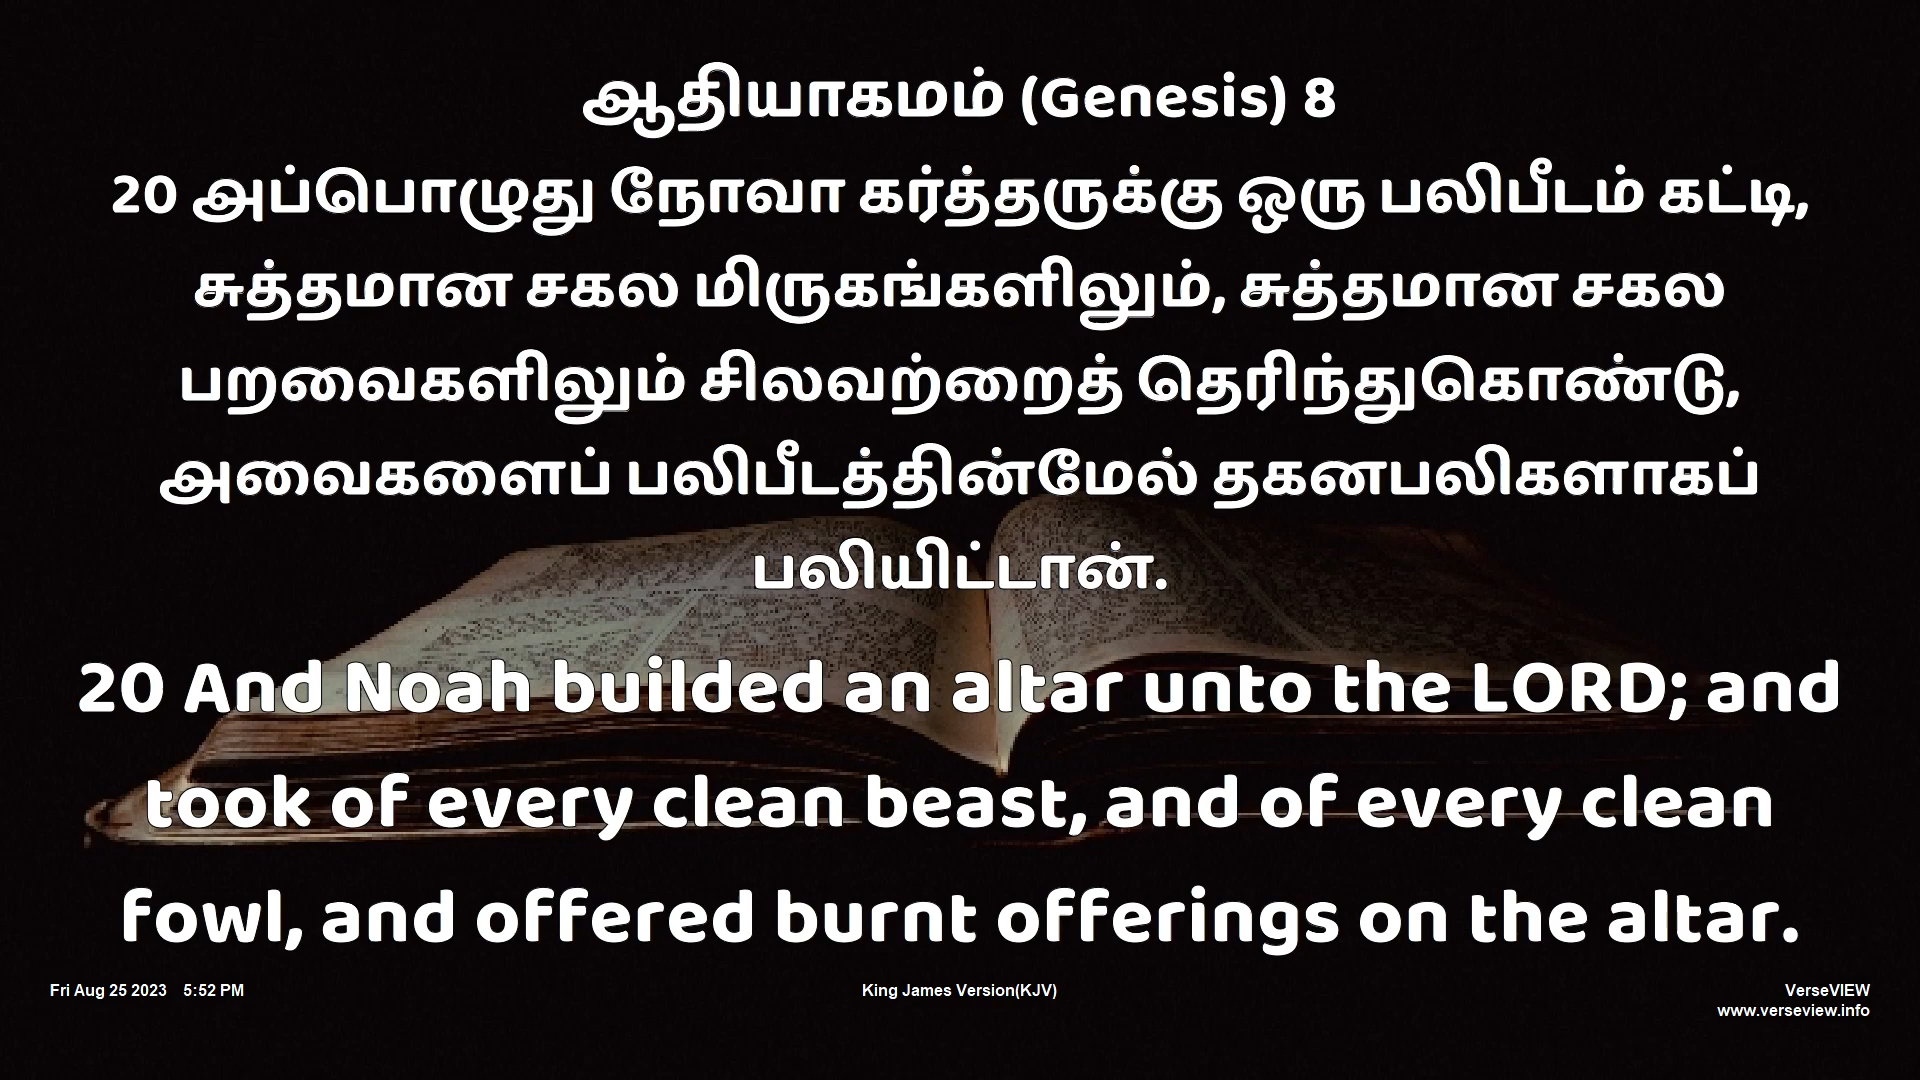 ஆதியாகமம் (Genesis) 8
20 அப்பொழுது நோவா கர்த்தருக்கு ஒரு பலிபீடம் கட்டி,
சுத்தமான சகல மிருகங்களிலும், சுத்தமான சகல
பறவைகளிலும் சிலவற்றைத் தெரிந்துகொண்டு,
அவைகளைப் பலிபீடத்தின்மேல் தகனபலிகளாகப்
பலியிட்டான்.
20 And Noah builded an altar unto the LORD; and
took of every clean beast, and of every clean
fowl, and offered burnt offerings on the altar.
Fri Aug 25 2023 5:52 PM
King James Version(KJV)
VerseVIEW
www.verseview.info